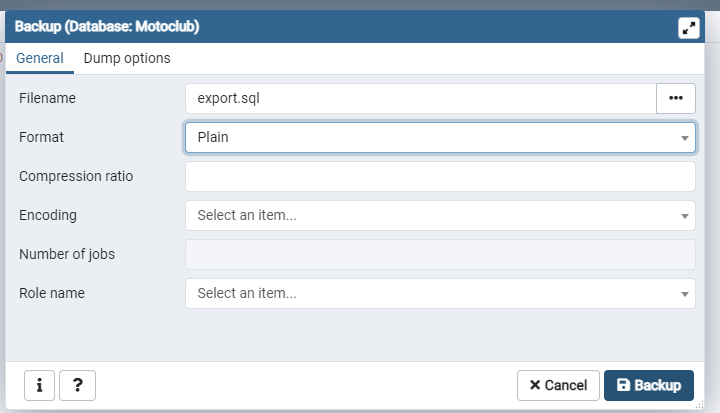 Backup (Database: Motoclub)
General Dump options
Filename export.sql •••
Format Plain
Compression ratio
Encoding Select an item...
Number of jobs
Role name Select an item...
i ? Cancel Backup